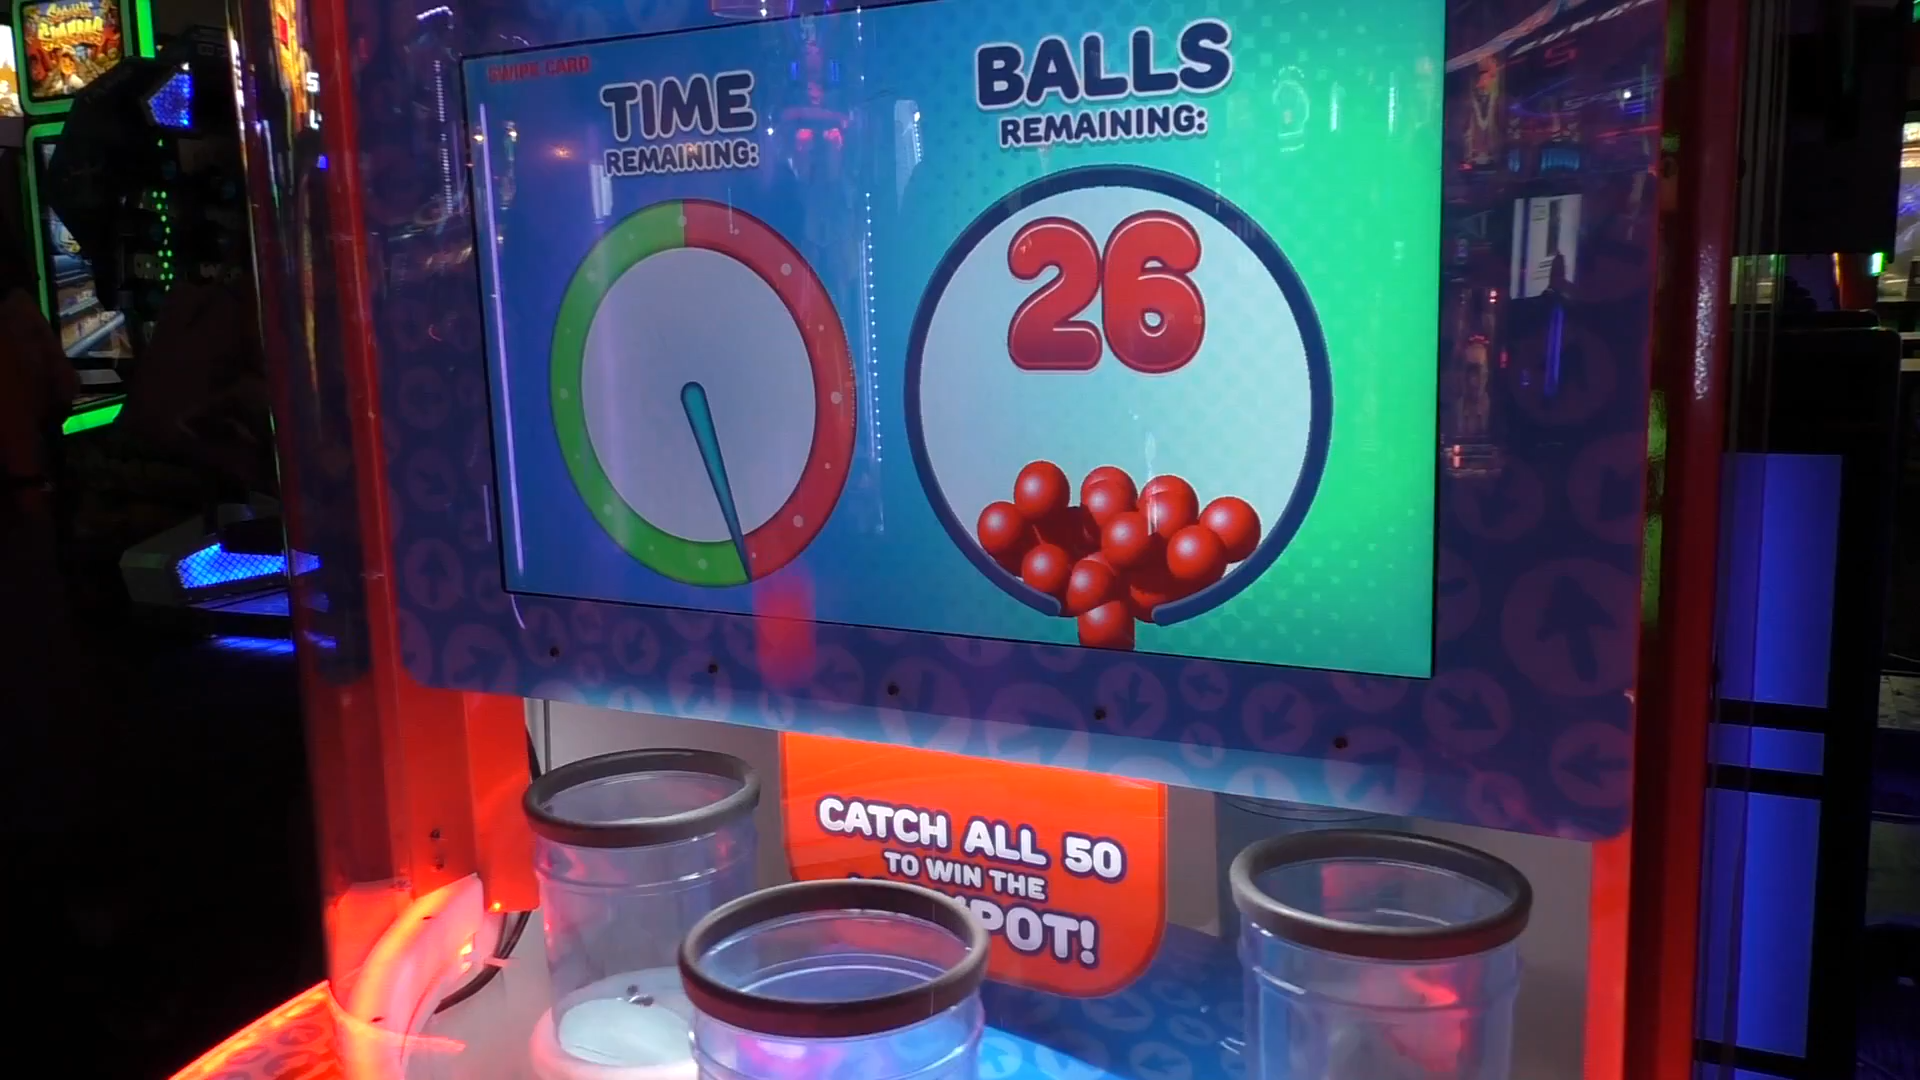 SWIPE CARD
TIME
REMAINING:
BALLS
REMAINING:
26
CATCH ALL 50
TO WIN THE